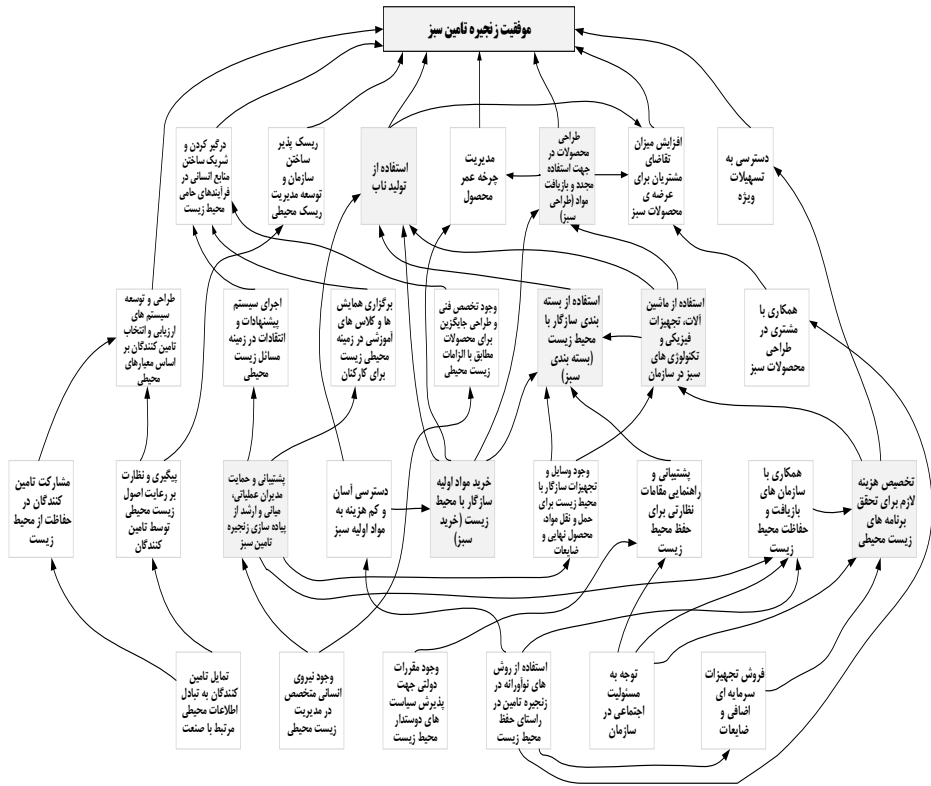 موفقیت زنجیره تامین سبز
درگیر کردن و
شریک ساختن
منابع انسانی در
فرآیندهای حامی
محیط زیست
ریسک پذیر
ساختن
سازمان و
توسعه مدیریت
ریسک محیطی
استفاده از
تولید ناب
مدیریت
چرخه عمر
محصول
طراحی
محصولات در
جهت استفاده
مجدد و بازیافت
مواد (طراحی
سبز)
افزایش میزان
تقاضای
مشتریان برای
عرضه ی
محصولات سبز
دسترسی به
تسهیلات
ویژه
طراحی و توسعه
سیستم های
ارزیابی و انتخاب
تامین کنندگان بر
اساس معیارهای
محیطی
اجرای سیستم
پیشنهادات و
انتقادات در زمینه
مسائل زیست
محیطی
برگزاری همایش
ها و کلاس های
آموزشی در زمینه
محیطی زیست
برای کارکنان
وجود تخصص فنی
و طراحی جایگزین
برای محصولات
مطابق با الزامات
زیست محیطی
استفاده از بسته
بندی سازگار با
محیط زیست
(بسته بندی
سبز)
استفاده از ماشین
آلات، تجهیزات
فیزیکی و
تکنولوژی های
سبز در سازمان
همکاری با
مشتری در
طراحی
محصولات سبز
مشارکت تامین
کنندگان در
حفاظت از محیط
زیست
پیگیری و نظارت
بر رعایت اصول
زیست محیطی
توسط تامین
کنندگان
پشتیبانی و حمایت
مدیران عملیاتی،
میانی و ارشد از
پیاده سازی زنجیره
تامین سبز
دسترسی آسان
و کم هزینه به
مواد اولیه سبز
خرید مواد اولیه
سازگار با محیط
زیست (خرید
سبز)
وجود وسایل و
تجهیزات سازگار با
محیط زیست برای
حمل و نقل مواد،
محصول نهایی و
ضایعات
پشتیبانی و
راهنمایی مقامات
نظارتی برای
حفظ محیط
زیست
همکاری با
سازمان های
بازیافت و
حفاظت محیط
زیست
تخصیص هزینه
لازم برای تحقق
برنامه های
زیست محیطی
تمایل تامین
کنندگان به تبادل
اطلاعات محیطی
مرتبط با صنعت
وجود نیروی
انسانی متخصص
در مدیریت
زیست محیطی
وجود مقررات
دولتی جهت
پذیرش سیاست
های دوستدار
محیط زیست
استفاده از روش
های نوآورانه در
زنجیره تامین در
راستای حفظ
محیط زیست
توجه به
مسئولیت
اجتماعی در
سازمان
فروش تجهیزات
سرمایه ای
اضافی و
ضایعات